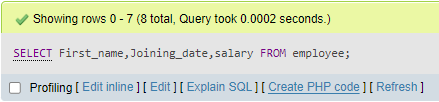 Showing rows 0 - 7 (8 total, Query took 0.0002 seconds.)
SELECT First_name,Joining_date,salary FROM employee;
Profiling [ Edit inline ] [ Edit ] [ Explain SQL ] [ Create PHP code ] [ Refresh ]